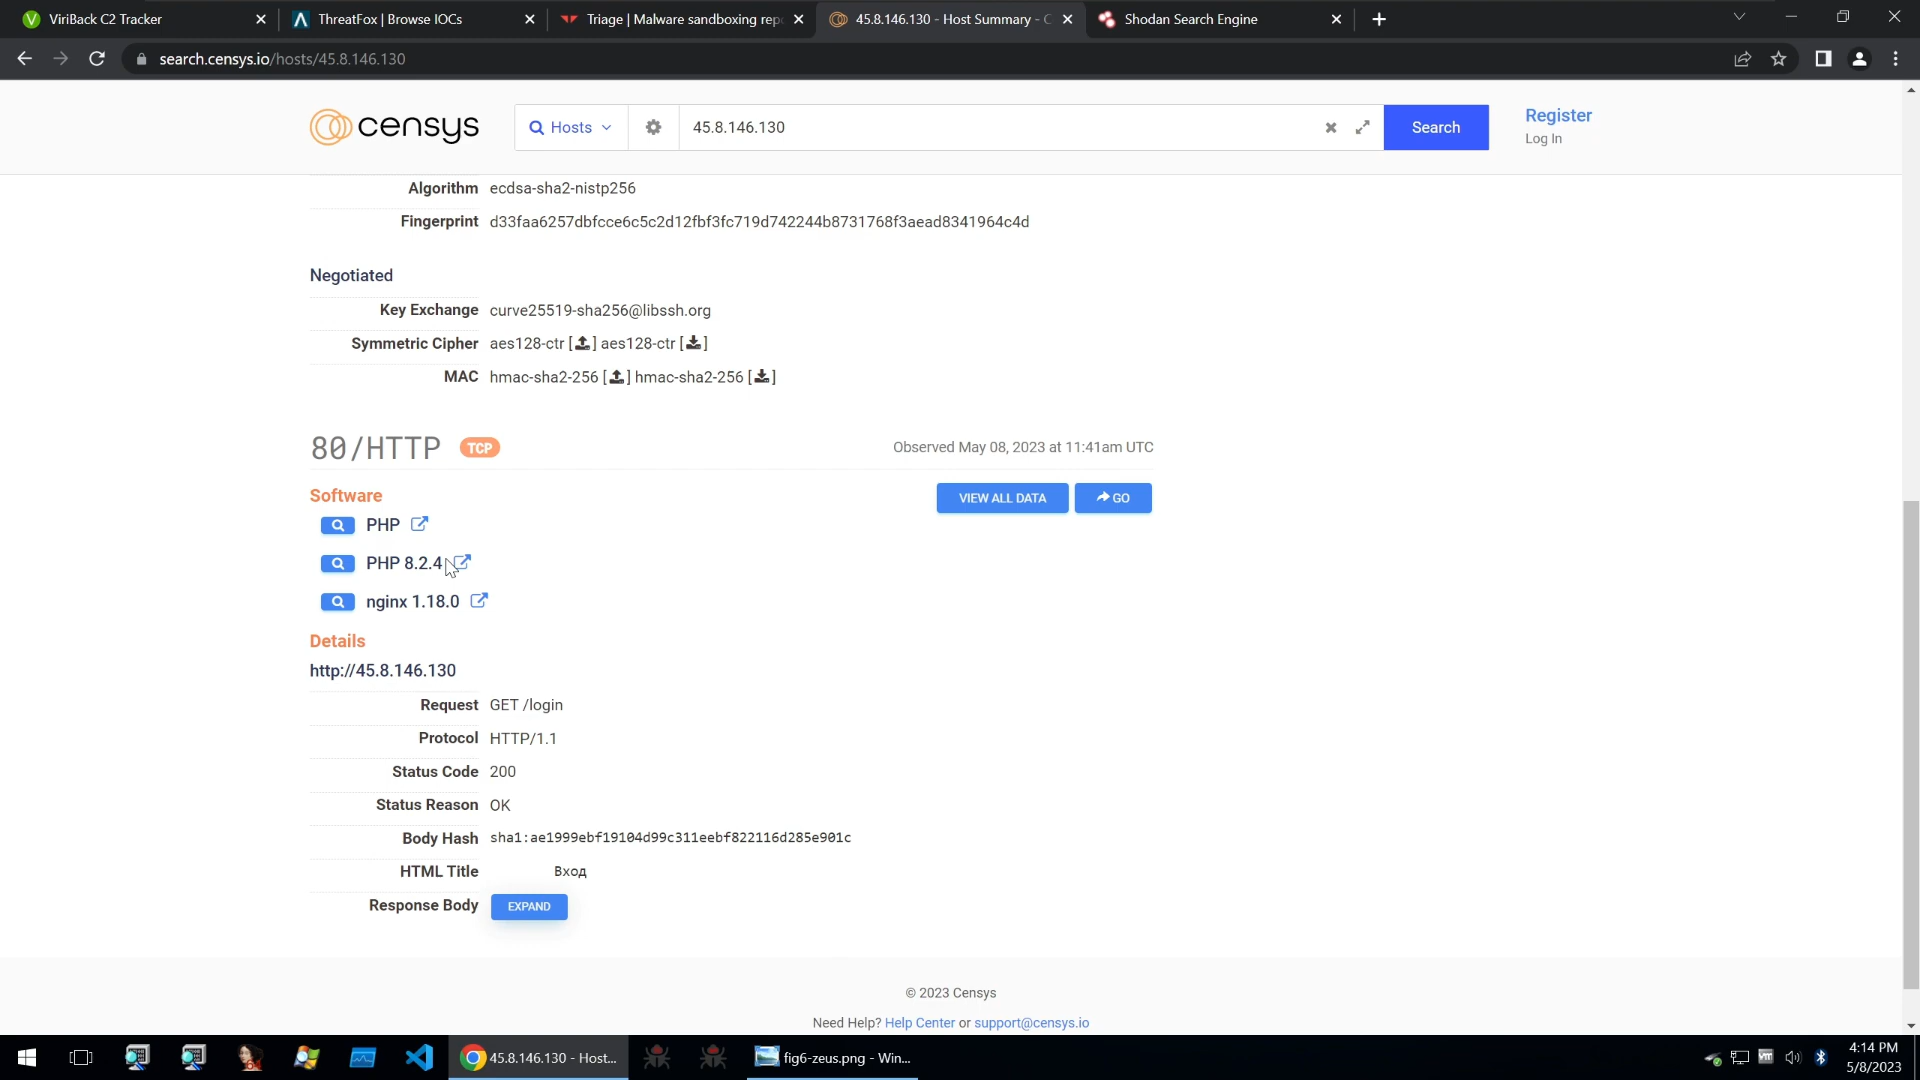 ViriBack C2 Tracker
ThreatFox | Browse IOCs
Triage | Malware sandboxing rep
45.8.146.130 - Host Summary - C
Shodan Search Engine
search.censys.io/hosts/45.8.146.130
censys
Hosts
45.8.146.130
Search
Register
Log In
Algorithm ecdsa-sha2-nistp256
Fingerprint d33faa6257dbfcce6c5c2d12fbf3fc719d742244b8731768f3aead8341964c4d
Negotiated
Key Exchange curve25519-sha256@libssh.org
Symmetric Cipher aes128-ctr [ ] aes128-ctr [ ]
MAC hmac-sha2-256 [ ] hmac-sha2-256 [ ]
80/HTTP TCP
Observed May 08, 2023 at 11:41am UTC
Software
VIEW ALL DATA
GO
PHP
PHP 8.2.4
nginx 1.18.0
Details
http://45.8.146.130
Request GET /login
Protocol HTTP/1.1
Status Code 200
Status Reason OK
Body Hash sha1:ae1999ebf19104d99c311eebf822116d285e901c
HTML Title Вход
Response Body EXPAND
© 2023 Censys
Need Help? Help Center or support@censys.io
45.8.146.130 - Host...
fig6-zeus.png - Win...
4:14 PM
5/8/2023